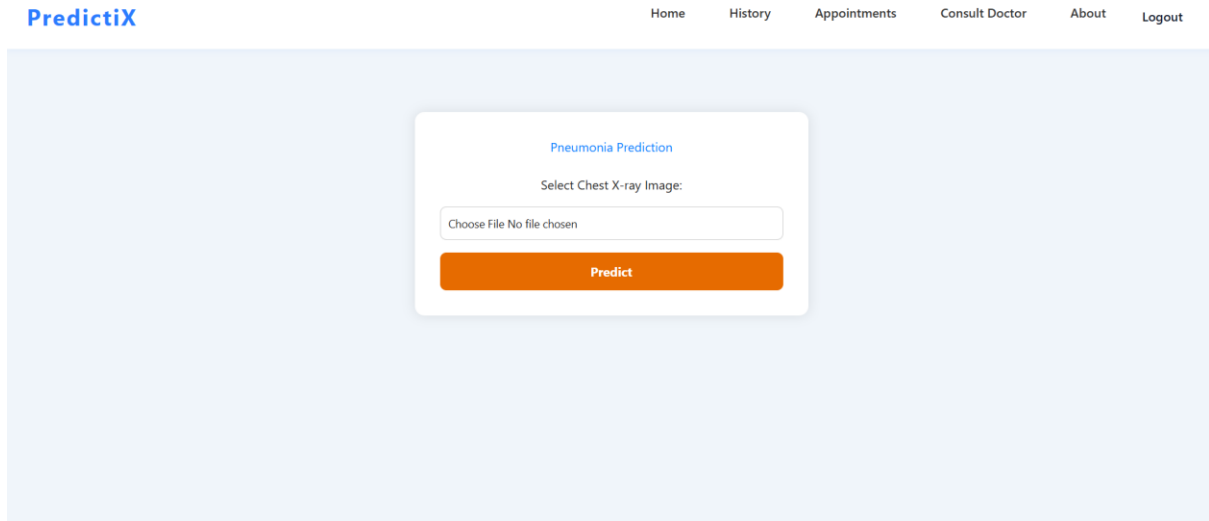 PredictiX
Home History Appointments Consult Doctor About Logout
Pneumonia Prediction
Select Chest X-ray Image:
Choose File No file chosen
Predict